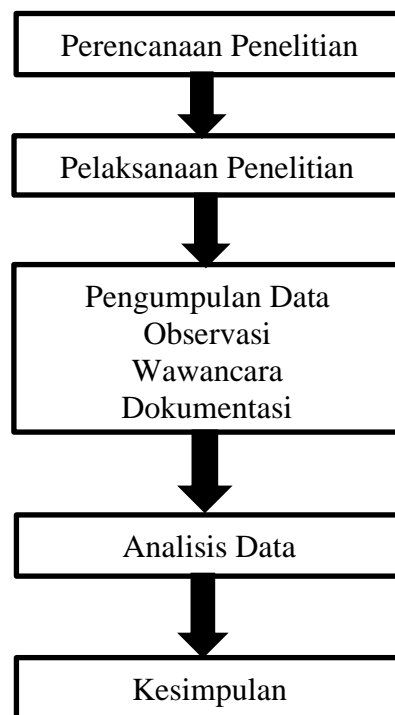 Perencanaan Penelitian
Pelaksanaan Penelitian
Pengumpulan Data
Observasi
Wawancara
Dokumentasi
Analisis Data
Kesimpulan